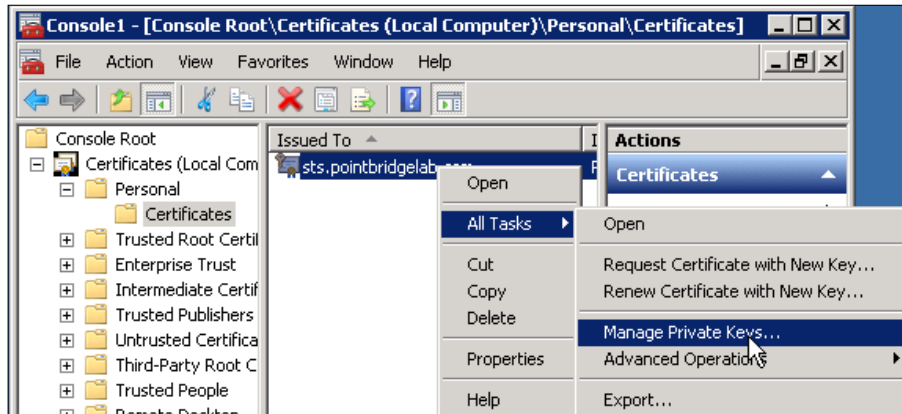 Console1 - [Console Root\Certificates (Local Computer)\Personal\Certificates]
File Action View Favorites Window Help
Console Root
Certificates (Local Com
Personal
Certificates
Trusted Root Certif
Enterprise Trust
Intermediate Certif
Trusted Publishers
Untrusted Certifica
Third-Party Root C
Trusted People
Issued To
sts.pointbridgelab
Actions
Certificates
Open
All Tasks
Cut
Copy
Delete
Properties
Help
Open
Request Certificate with New Key...
Renew Certificate with New Key...
Manage Private Keys...
Advanced Operations
Export...